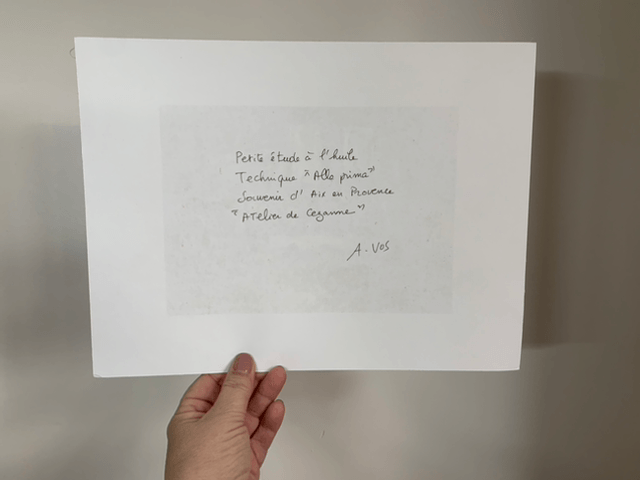 Petite étude à l'huile
Technique "Alla prima"
Souvenir d'Aix en Provence
"Atelier de Cezanne"
A. Vos